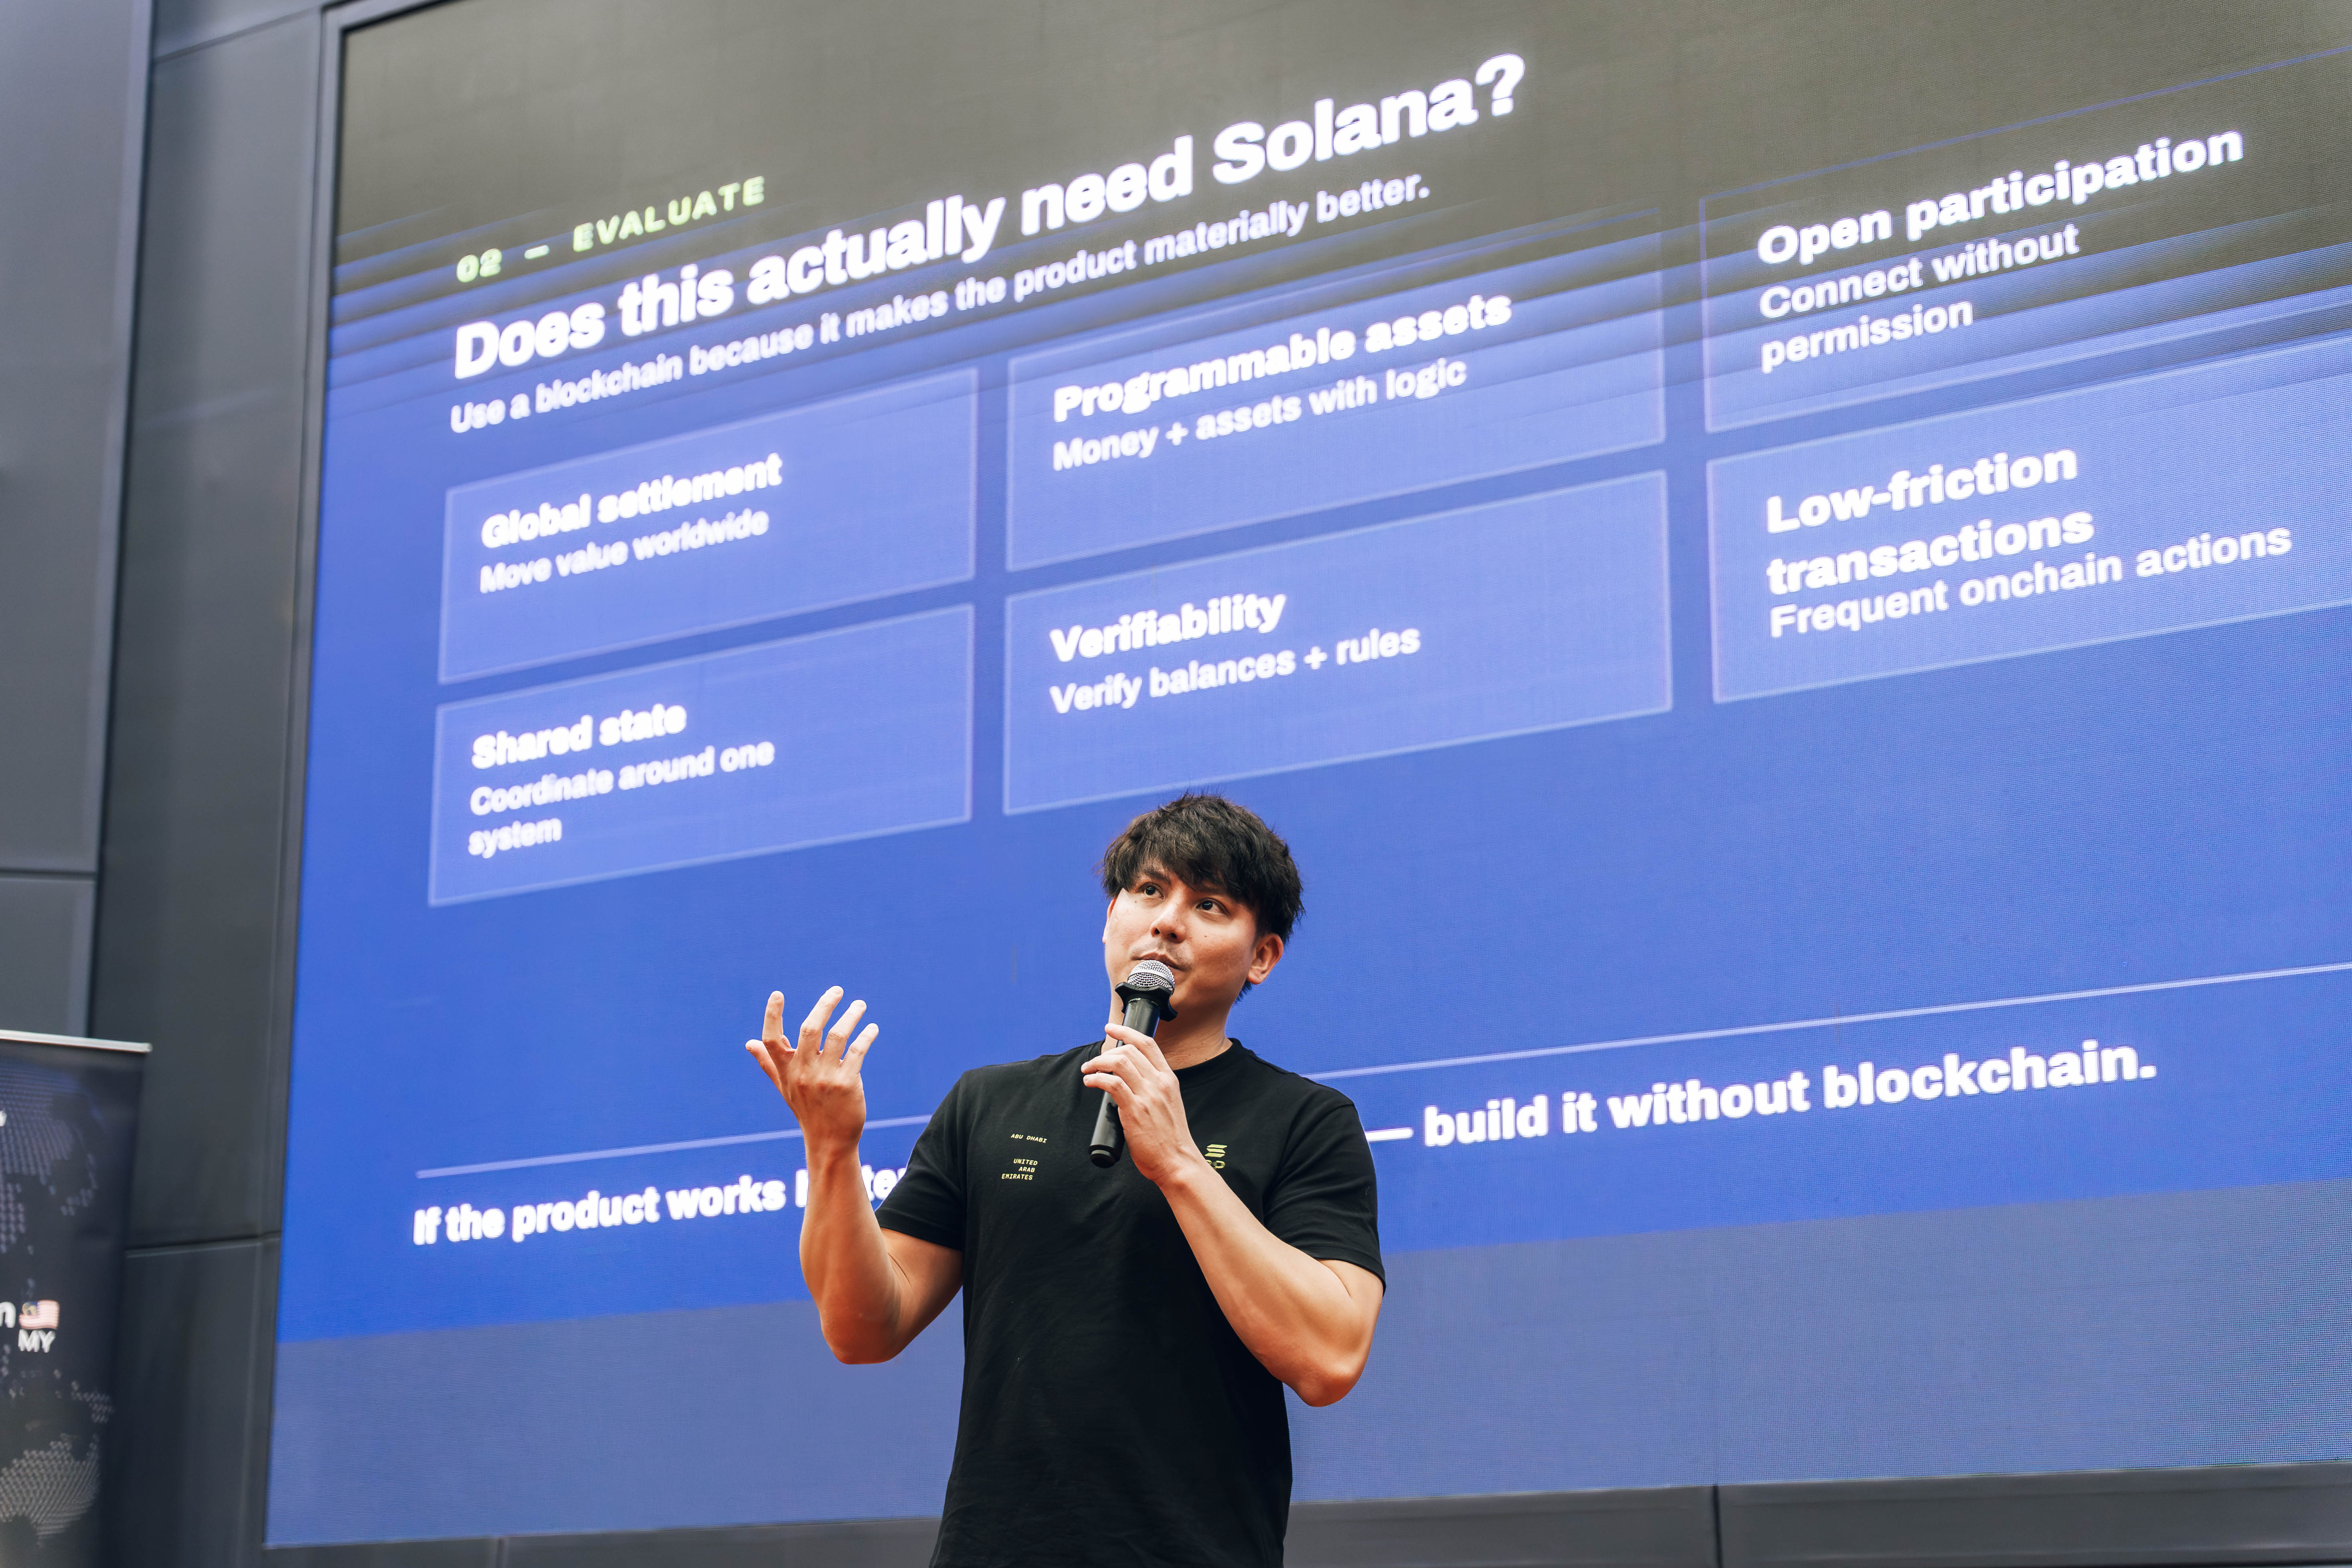 02 — EVALUATE
Does this actually need Solana?
Use a blockchain because it makes the product materially better.
Global settlement
Move value worldwide
Programmable assets
Money + assets with logic
Open participation
Connect without
permission
Shared state
Coordinate around one
system
Verifiability
Verify balances + rules
Low-friction
transactions
Frequent onchain actions
If the product works — build it without blockchain.
ABU DHABI
UNITED
ARAB
EMIRATES
MY